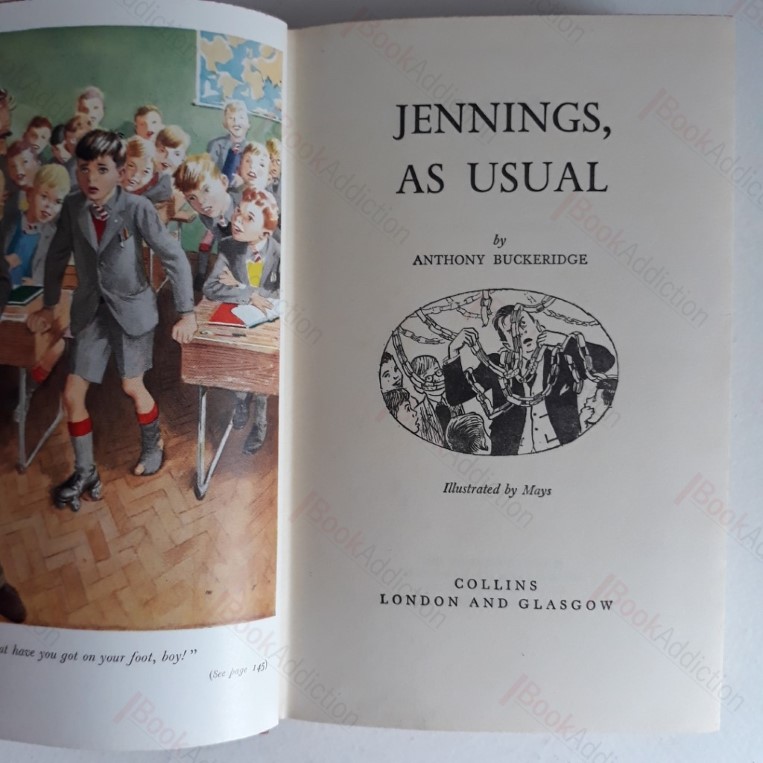 have you got on your foot, boy!"
(See page 145)
JENNINGS,
AS USUAL
by
ANTHONY BUCKERIDGE
Illustrated by Mays
COLLINS
LONDON AND GLASGOW
BookAddiction